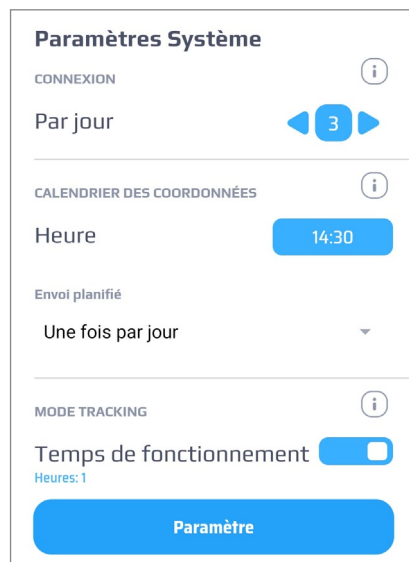 Paramètres Système
CONNEXION
Par jour
3
CALENDRIER DES COORDONNÉES
Heure
14:30
Envoi planifié
Une fois par jour
MODE TRACKING
Temps de fonctionnement
Heures: 1
Paramètre